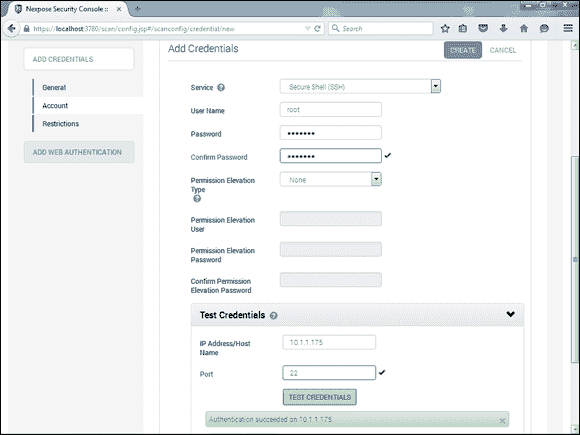 Nexpose Security Console ::
https://localhost:3780/scan/config.jsp#/scanconfig/credential/new
Search
ADD CREDENTIALS
General
Account
Restrictions
ADD WEB AUTHENTICATION
Add Credentials
CREATE
CANCEL
Service
Secure Shell (SSH)
User Name
root
Password
•••••••
Confirm Password
•••••••
Permission Elevation
Type
None
Permission Elevation
User
Permission Elevation
Password
Confirm Permission
Elevation Password
Test Credentials
IP Address/Host
Name
10.1.1.175
Port
22
TEST CREDENTIALS
Authentication succeeded on 10.1.1.175